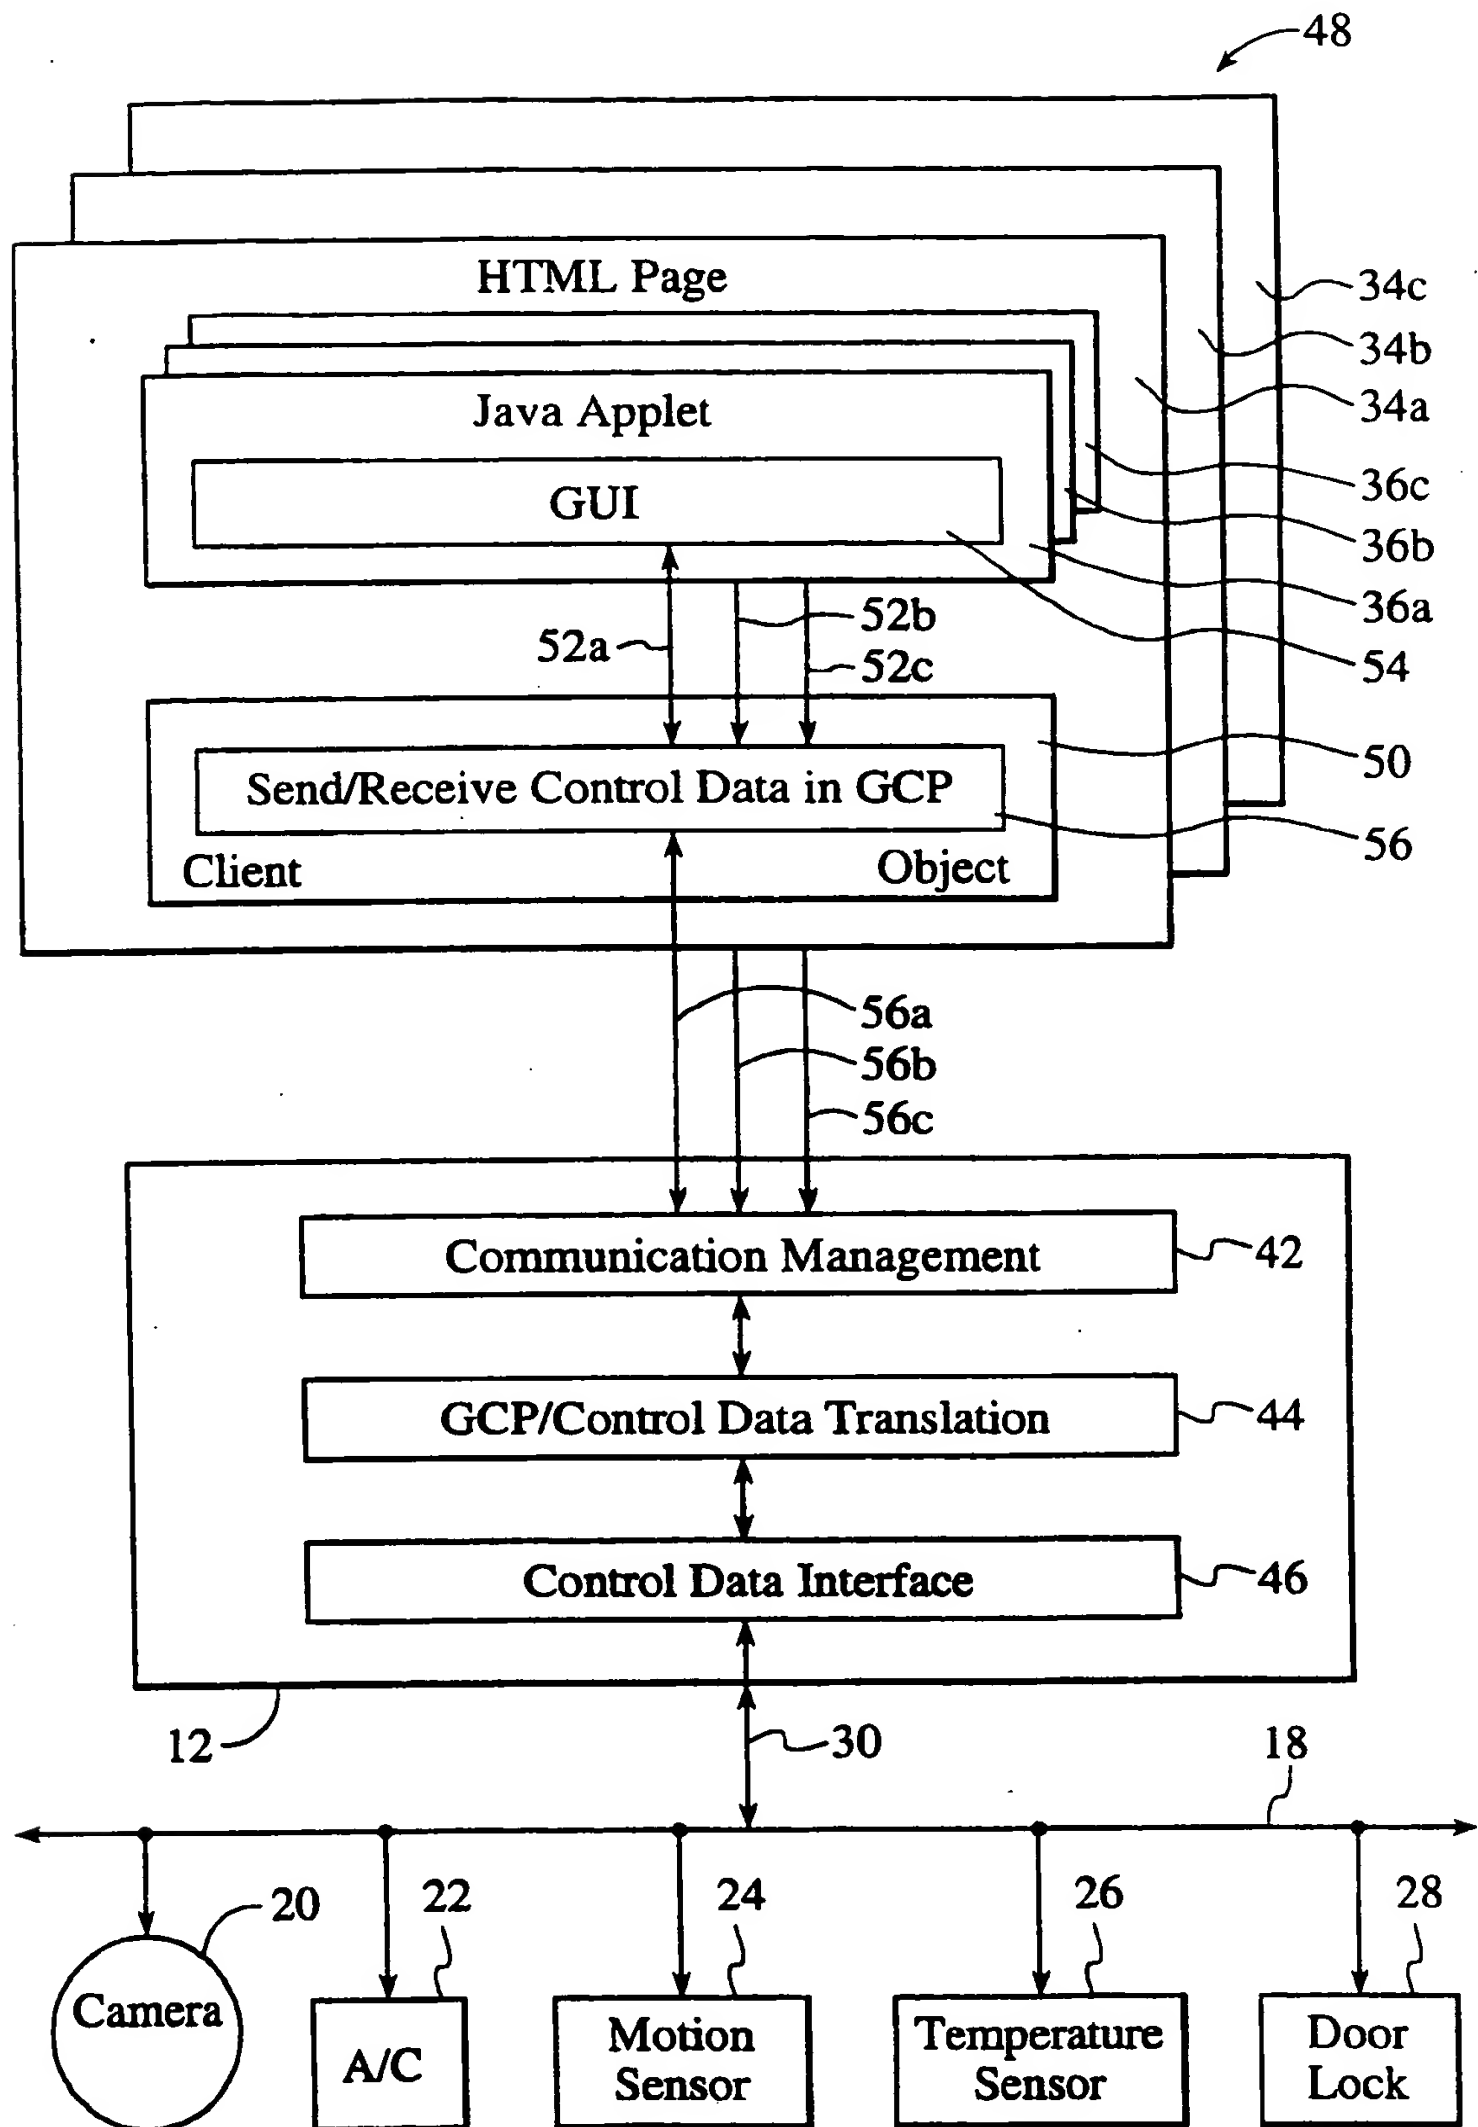 48
HTML Page
34c
34b
Java Applet
34a
36c
GUI
36b
36a
52b
52a
52c
54
50
Send/Receive Control Data in GCP
56
Client
Object
56a
56b
56c
Communication Management
42
GCP/Control Data Translation
44
Control Data Interface
46
12
30
18
20
22
24
26
28
Camera
A/C
Motion
Sensor
Temperature
Sensor
Door
Lock